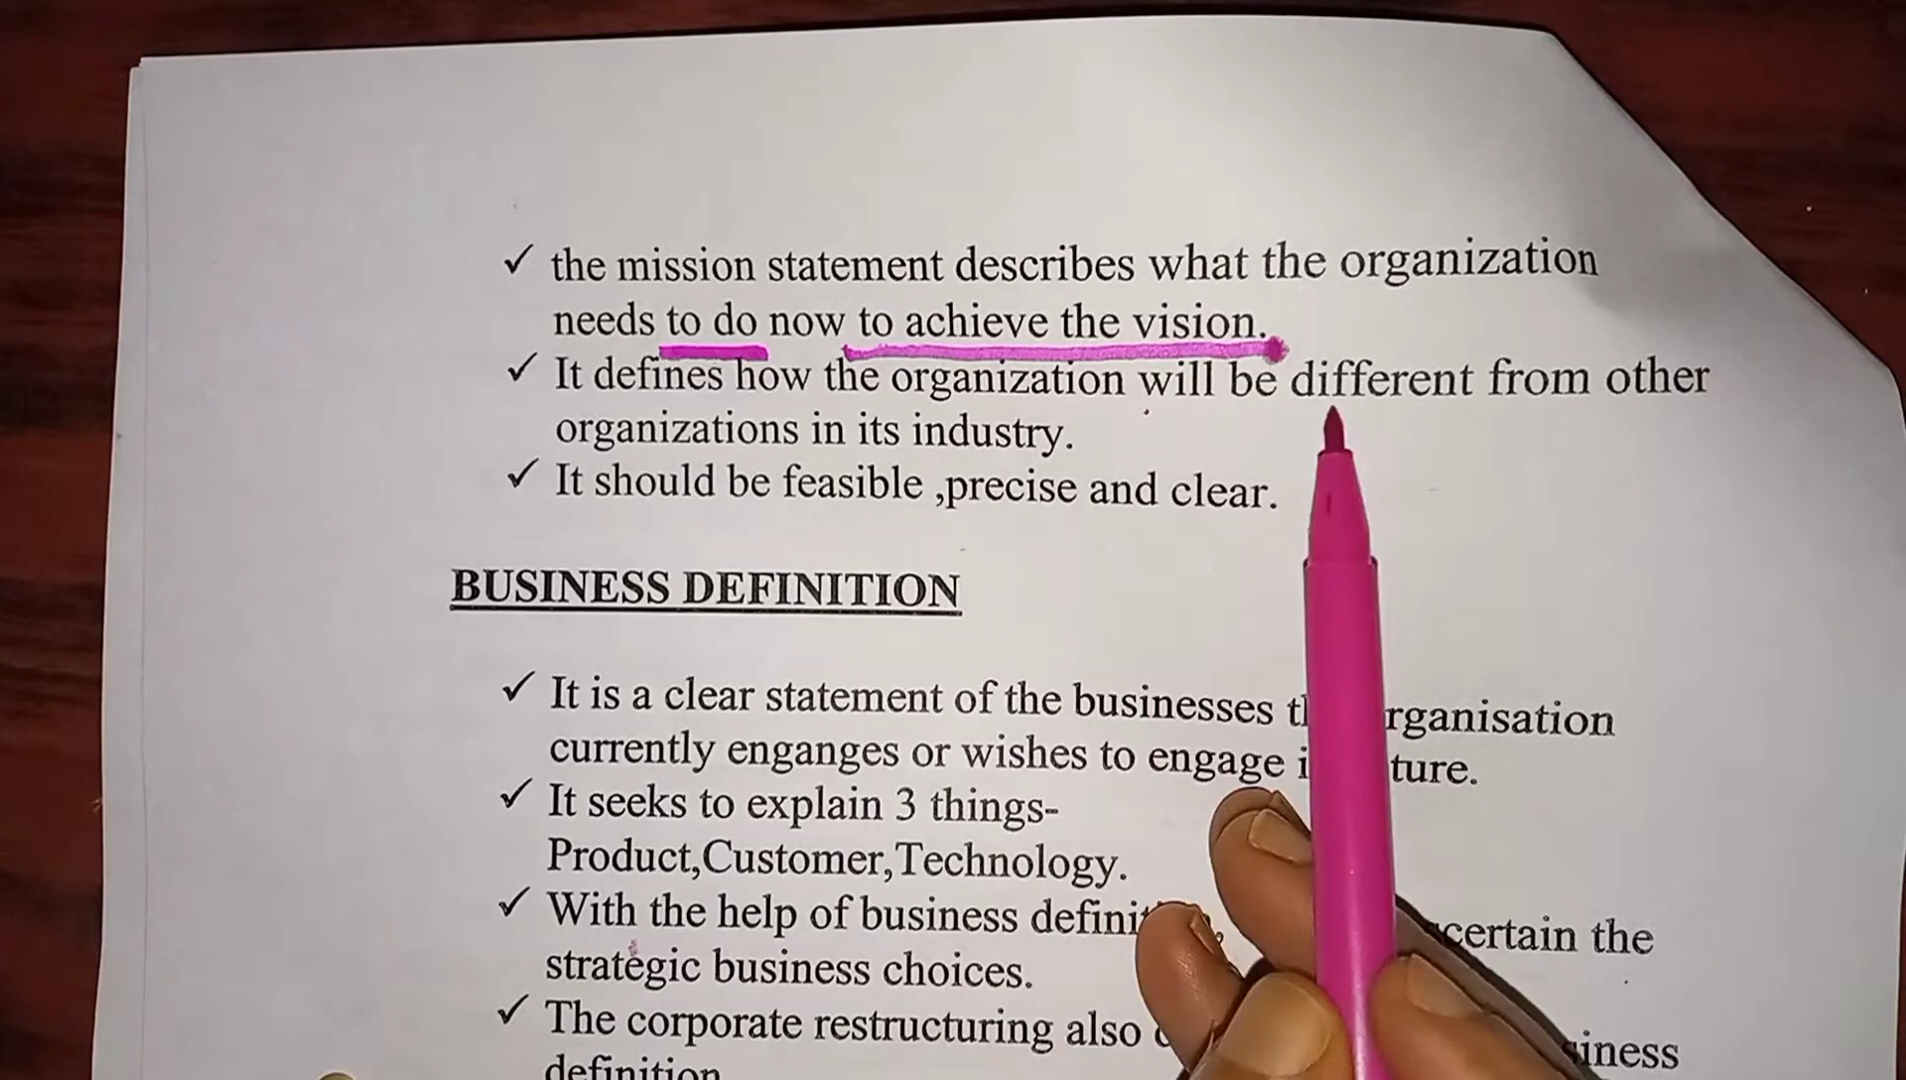 ✓ the mission statement describes what the organization
needs to do now to achieve the vision.
✓ It defines how the organization will be different from other
organizations in its industry.
✓ It should be feasible ,precise and clear.
BUSINESS DEFINITION
✓ It is a clear statement of the businesses rganisation
currently enganges or wishes to engage ture.
✓ It seeks to explain 3 things-
Product,Customer,Technology.
✓ With the help of business certain the
strategic business choices.
✓ The corporate restructuring also iness
definition